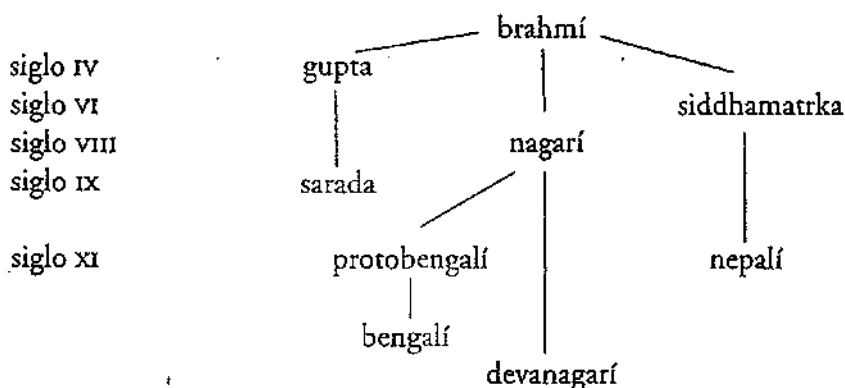 brahmí
siglo IV gupta
siglo VI siddhamatrka
siglo VIII nagarí
siglo IX sarada
siglo XI protobengalí nepalí
bengalí
devanagarí